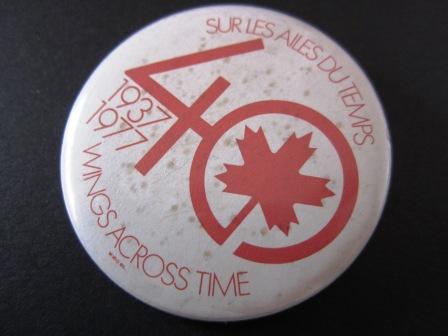 SUR LES AILES DU TEMPS
40
1937
1977
WINGS ACROSS TIME